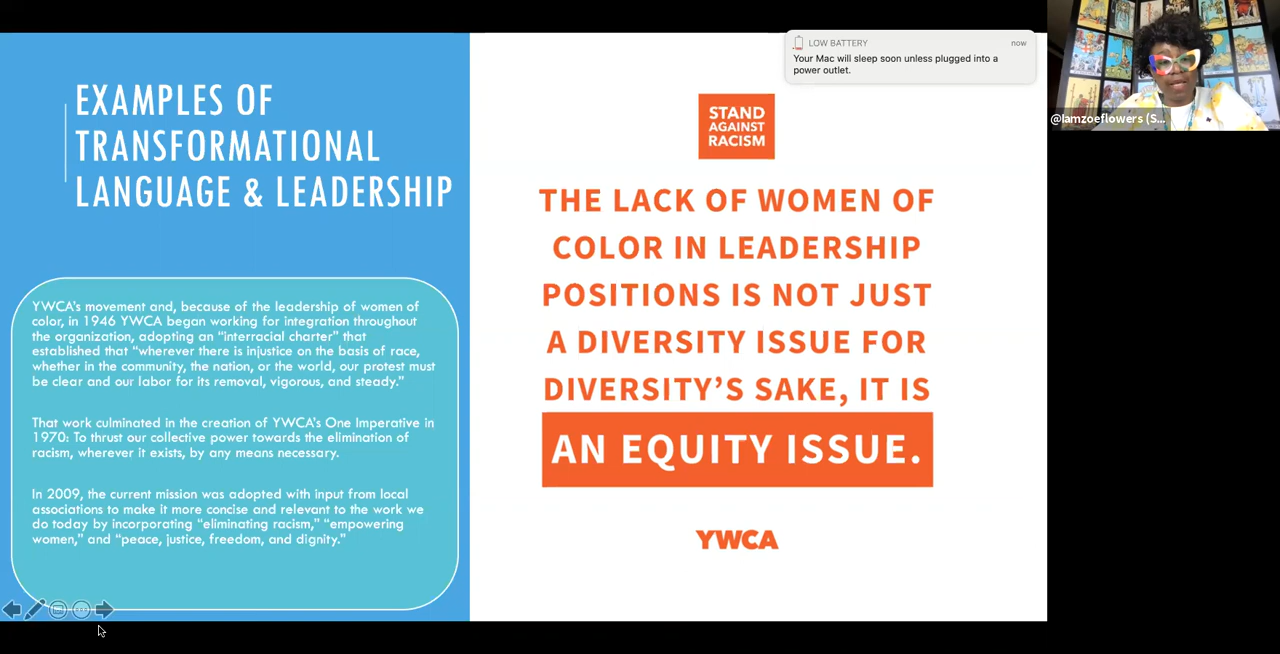 EXAMPLES OF
TRANSFORMATIONAL
LANGUAGE & LEADERSHIP
YWCA's movement and, because of the leadership of women of
color, in 1946 YWCA began working for integration throughout
the organization, adopting an “interracial charter” that
established that “wherever there is injustice on the basis of race,
whether in the community, the nation, or the world, our protest must
be clear and our labor for its removal, vigorous, and steady.”
That work culminated in the creation of YWCA's One Imperative in
1970: To thrust our collective power towards the elimination of
racism, wherever it exists, by any means necessary.
In 2009, the current mission was adopted with input from local
associations to make it more concise and relevant to the work we
do today by incorporating “eliminating racism,” “empowering
women,” and “peace, justice, freedom, and dignity.”
STAND
AGAINST
RACISM
THE LACK OF WOMEN OF
COLOR IN LEADERSHIP
POSITIONS IS NOT JUST
A DIVERSITY ISSUE FOR
DIVERSITY’S SAKE, IT IS
AN EQUITY ISSUE.
YWCA
LOW BATTERY
now
Your Mac will sleep soon unless plugged into a
power outlet.
@Iamzoeflowers (S...